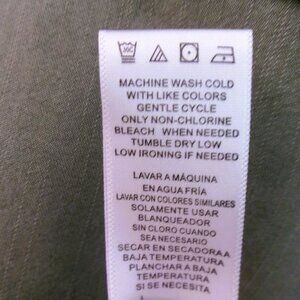 MACHINE WASH COLD
WITH LIKE COLORS
GENTLE CYCLE
ONLY NON-CHLORINE
BLEACH WHEN NEEDED
TUMBLE DRY LOW
LOW IRONING IF NEEDED
LAVAR A MÁQUINA
EN AGUA FRÍA
LAVAR CON COLORES SIMILARES
SOLAMENTE USAR
BLANQUEADOR
SIN CLORO CUANDO
SEA NECESARIO
SECAR EN SECADORA A
BAJA TEMPERATURA
PLANCHAR A BAJA
TEMPERATURA
SI SE NECESITA